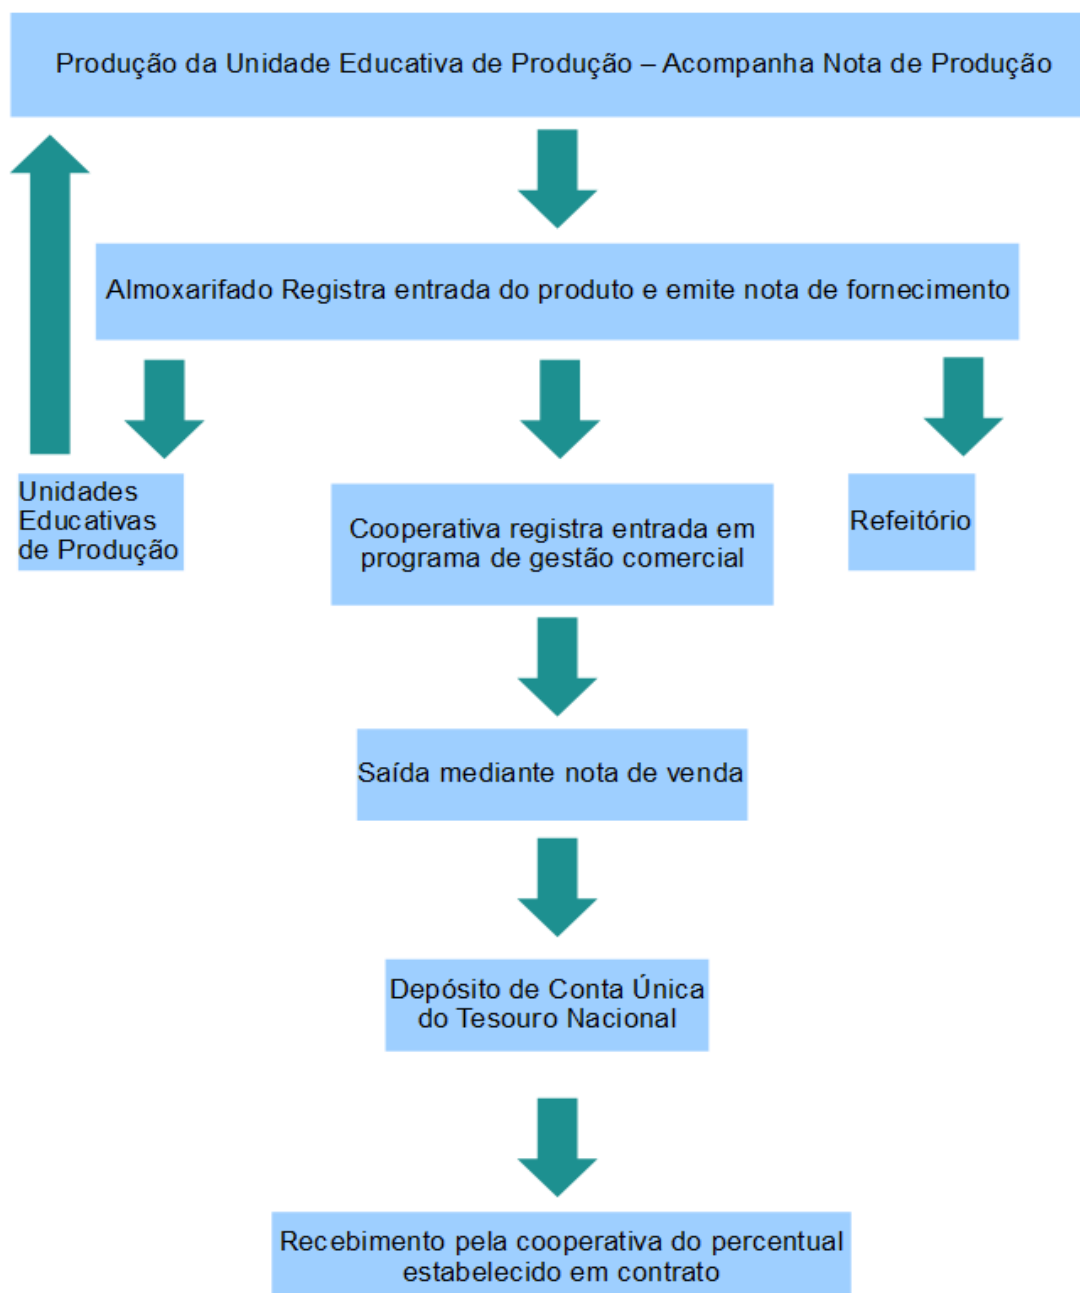 Produção da Unidade Educativa de Produção – Acompanha Nota de Produção
Almoxarifado Registra entrada do produto e emite nota de fornecimento
Unidades
Educativas
de Produção
Cooperativa registra entrada em
programa de gestão comercial
Refeitório
Saída mediante nota de venda
Depósito de Conta Única
do Tesouro Nacional
Recebimento pela cooperativa do percentual
estabelecido em contrato